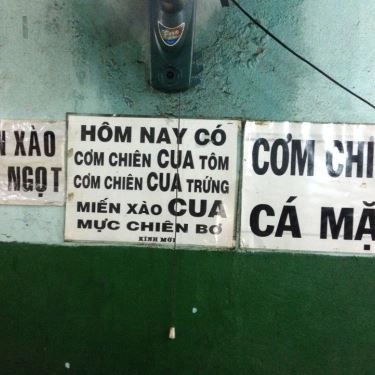 N XÀO
NGỌT
HÔM NAY CÓ
CƠM CHIÊN CUA TÔM
CƠM CHIÊN CUA TRỨNG
MIẾN XÀO CUA
MỰC CHIÊN BƠ
KÍNH MỜI
CƠM CHI
CÁ MẶ